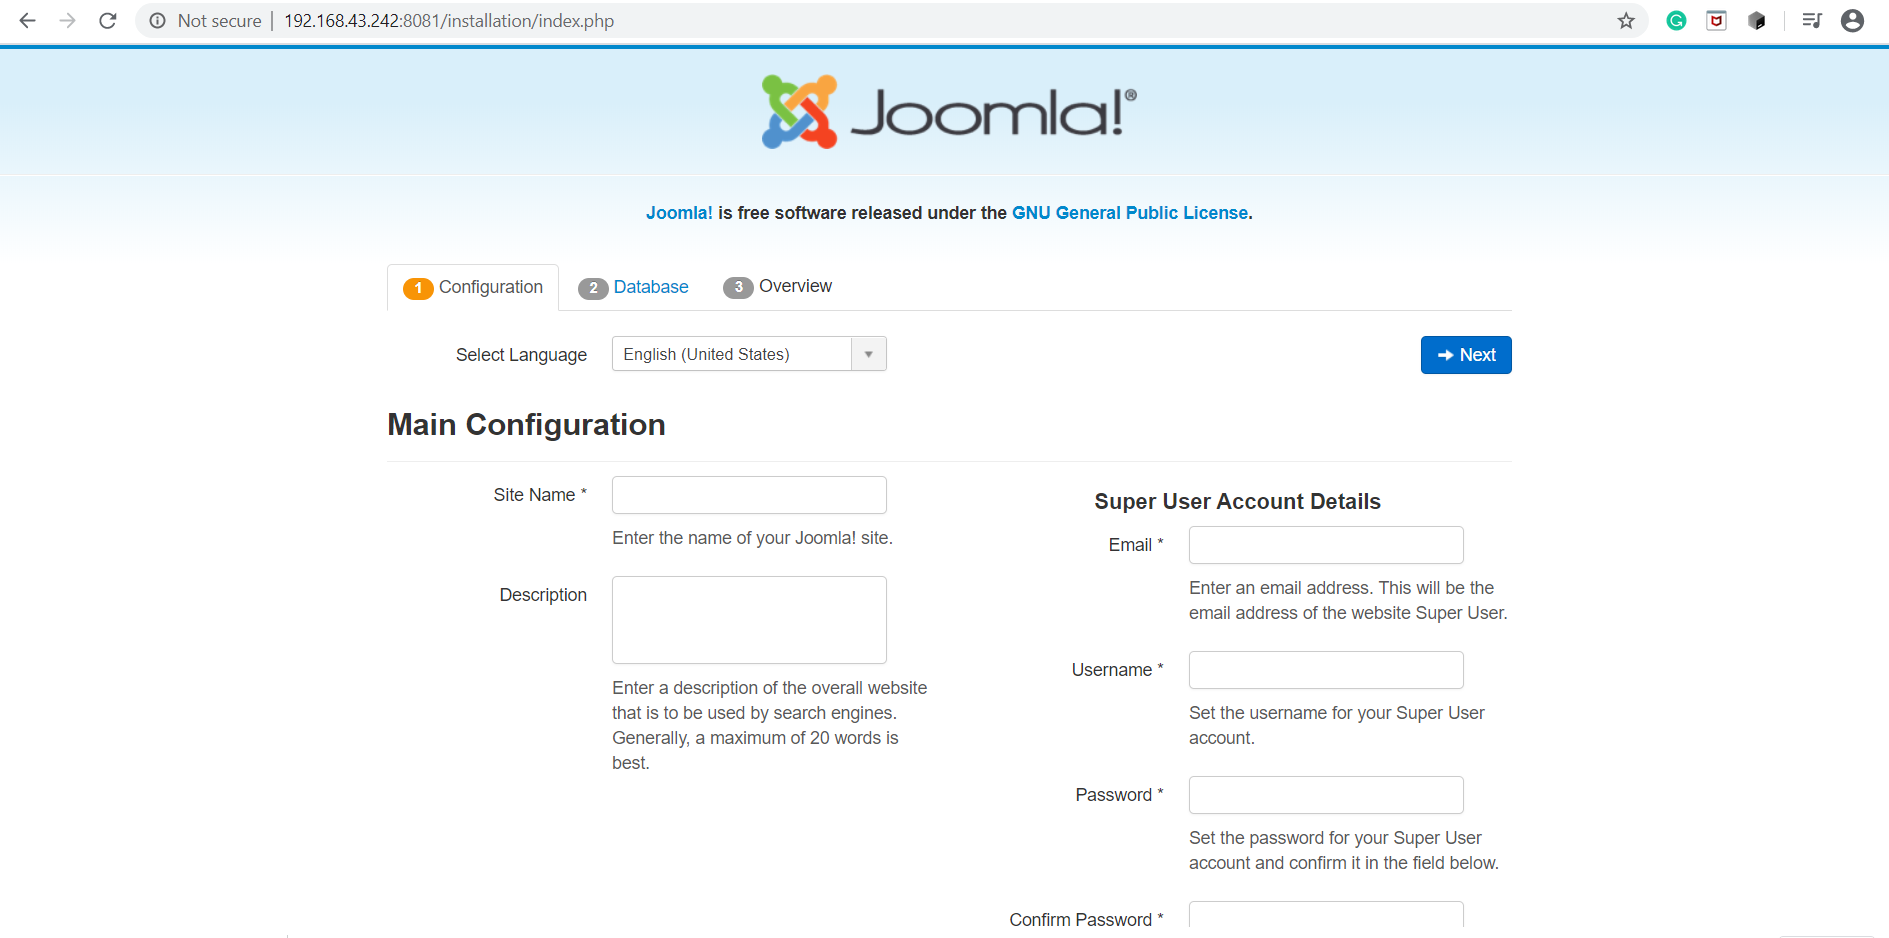 Not secure | 192.168.43.242:8081/installation/index.php
Joomla!®
Joomla! is free software released under the GNU General Public License.
1 Configuration 2 Database 3 Overview
Select Language English (United States) Next
Main Configuration
Site Name *
Enter the name of your Joomla! site.
Description
Enter a description of the overall website
that is to be used by search engines.
Generally, a maximum of 20 words is
best.
Super User Account Details
Email *
Enter an email address. This will be the
email address of the website Super User.
Username *
Set the username for your Super User
account.
Password *
Set the password for your Super User
account and confirm it in the field below.
Confirm Password *